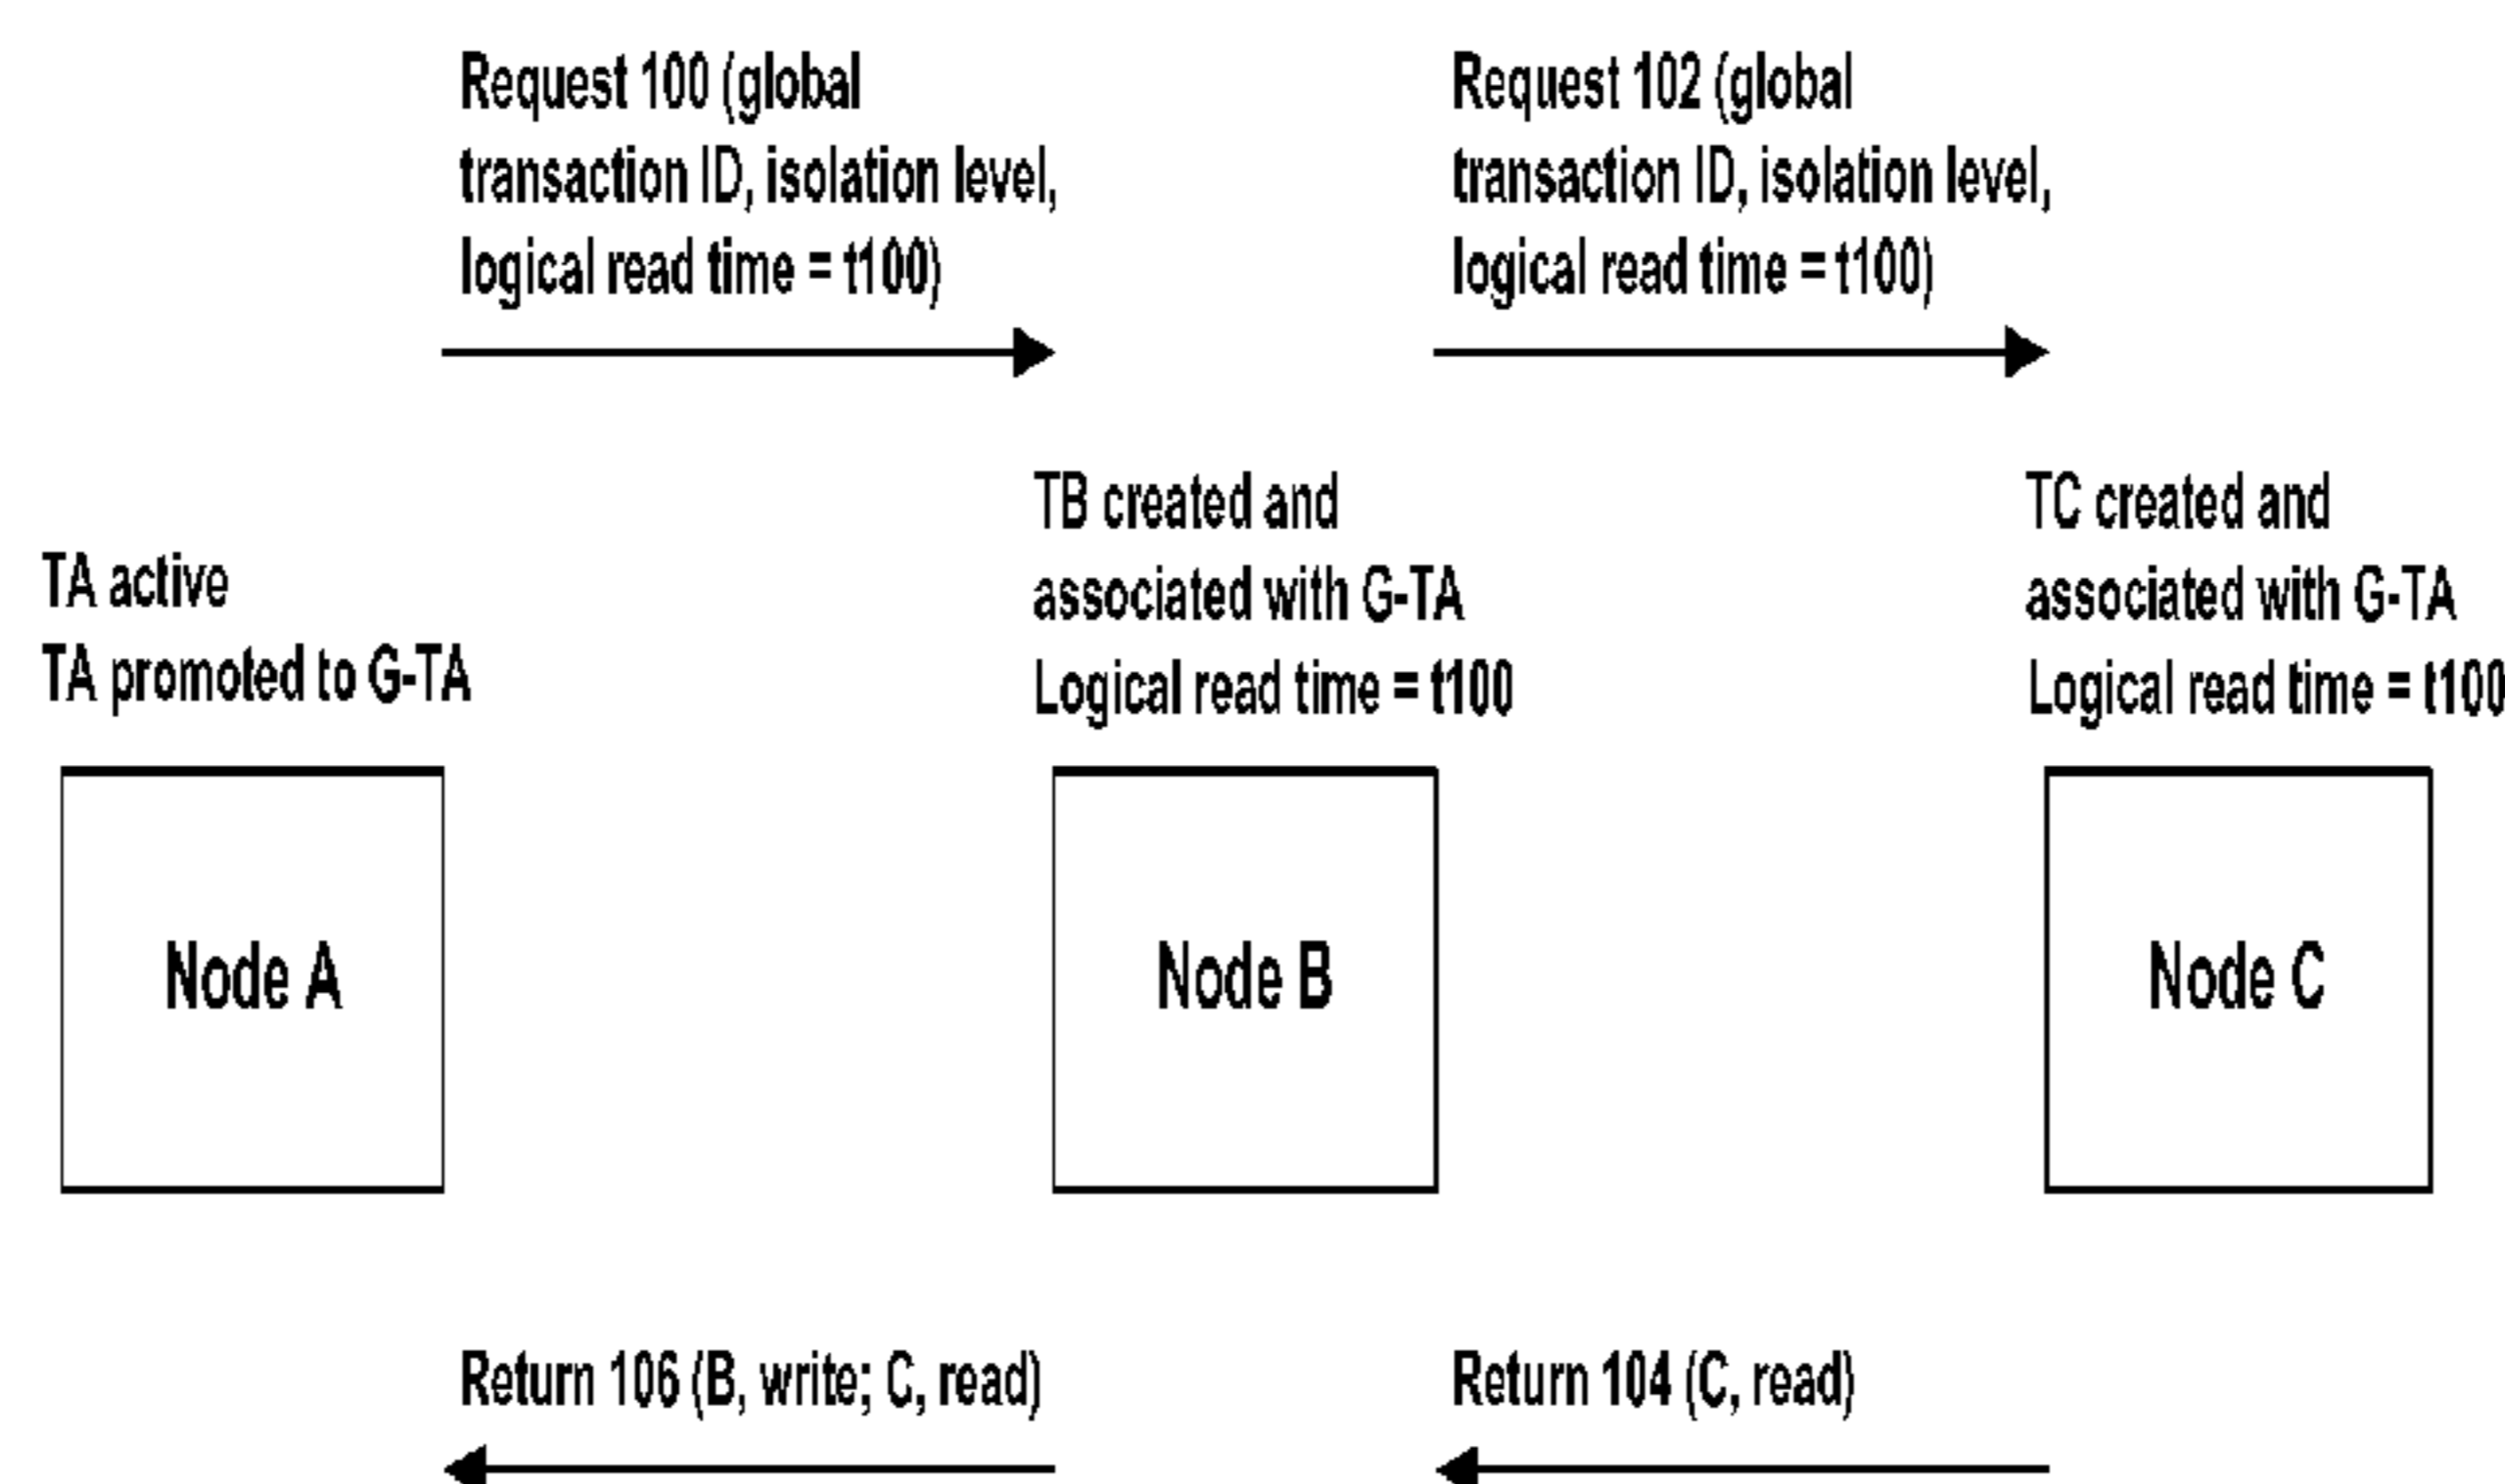 Request 100 (global
transaction ID, isolation level,
logical read time = t100)
Request 102 (global
transaction ID, isolation level,
logical read time = t100)
TA active
TA promoted to G-TA
TB created and
associated with G-TA
Logical read time = t100
TC created and
associated with G-TA
Logical read time = t100
Node A
Node B
Node C
Return 106 (B, write; C, read)
Return 104 (C, read)